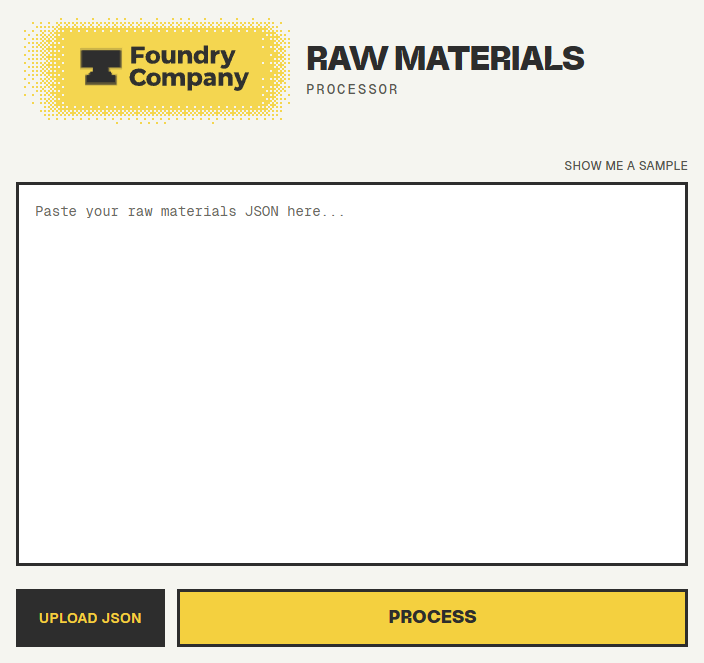 Foundry
Company
RAW MATERIALS
PROCESSOR
SHOW ME A SAMPLE
Paste your raw materials JSON here...
UPLOAD JSON
PROCESS